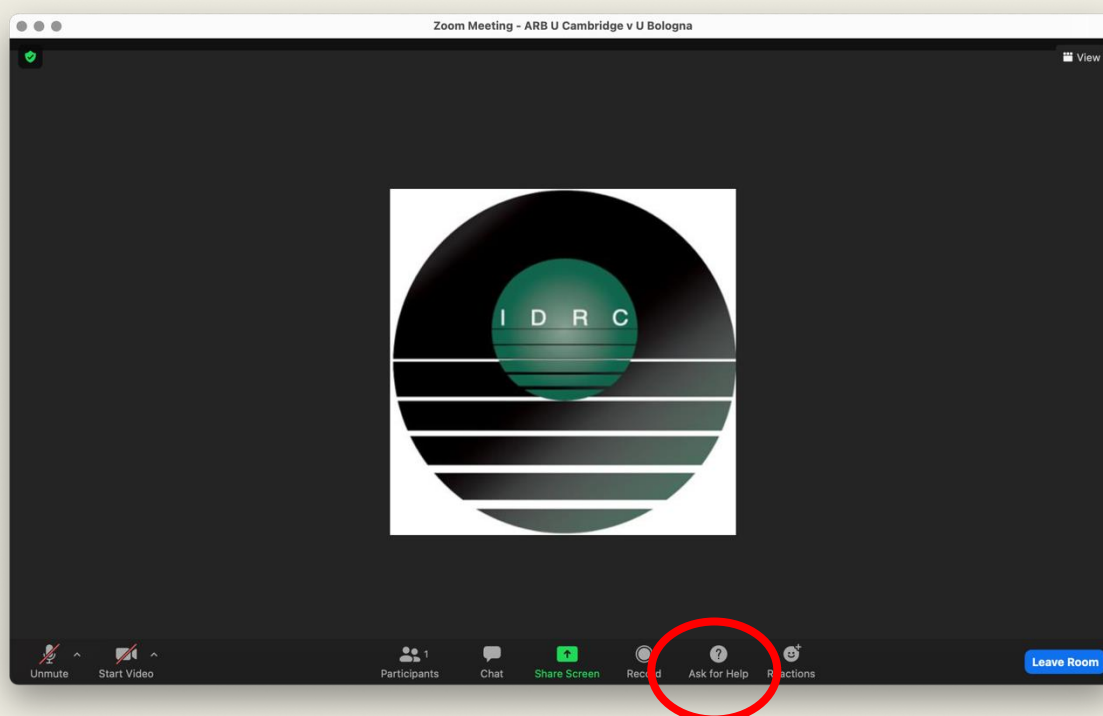 Zoom Meeting - ARB U Cambridge v U Bologna
View
I D R C
1
Unmute
Start Video
Participants
Chat
Share Screen
Record
Ask for Help
Reactions
Leave Room